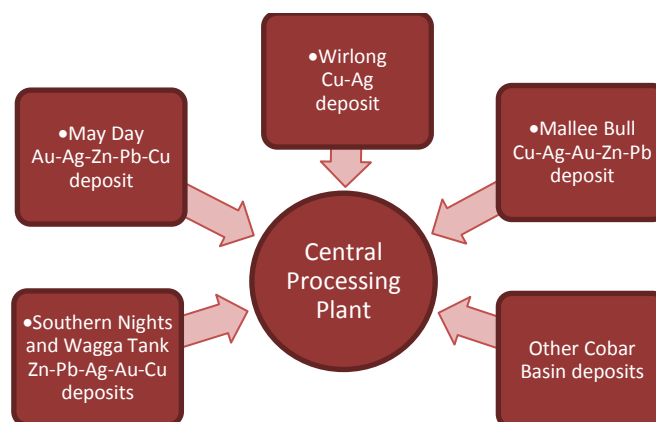 •Wirlong
Cu-Ag
deposit
•May Day
Au-Ag-Zn-Pb-Cu
deposit
•Mallee Bull
Cu-Ag-Au-Zn-Pb
deposit
Central
Processing
Plant
•Southern Nights
and Wagga Tank
Zn-Pb-Ag-Au-Cu
deposits
Other Cobar
Basin deposits